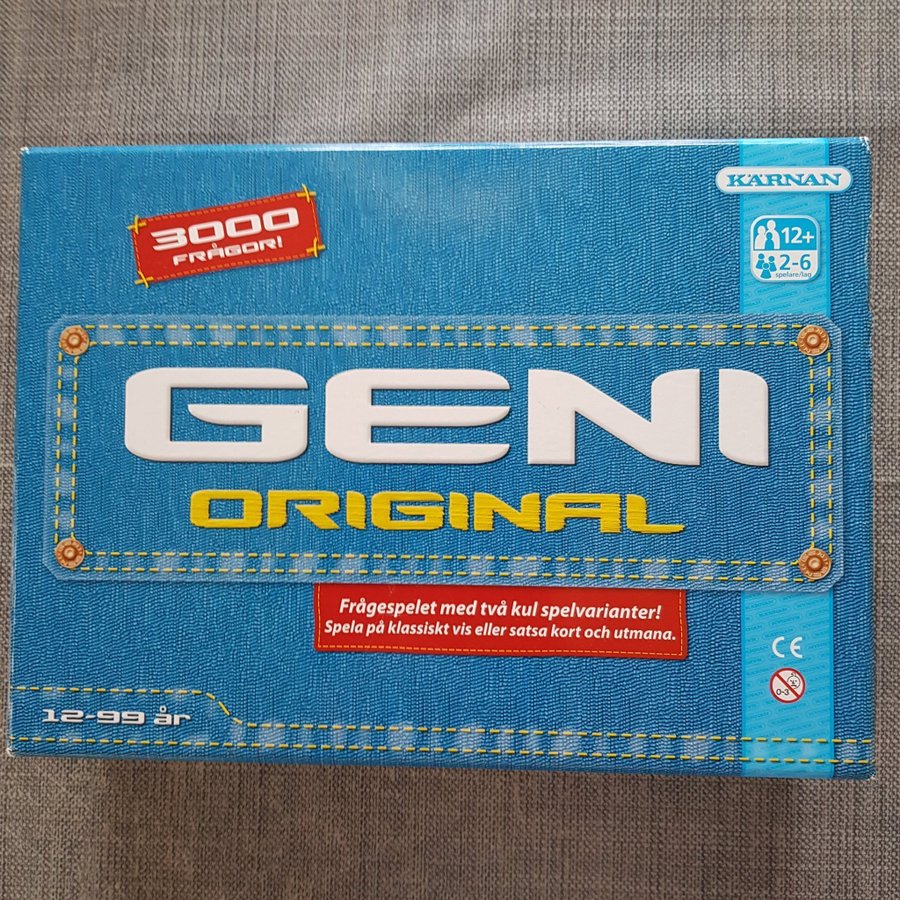 KÄRNAN
3000
FRÅGOR!
12+
2-6
spelare/lag
GENI
ORIGINAL
Frågespelet med två kul spelvarianter!
Spela på klassiskt vis eller satsa kort och utmana.
CE
0-3
12-99 år